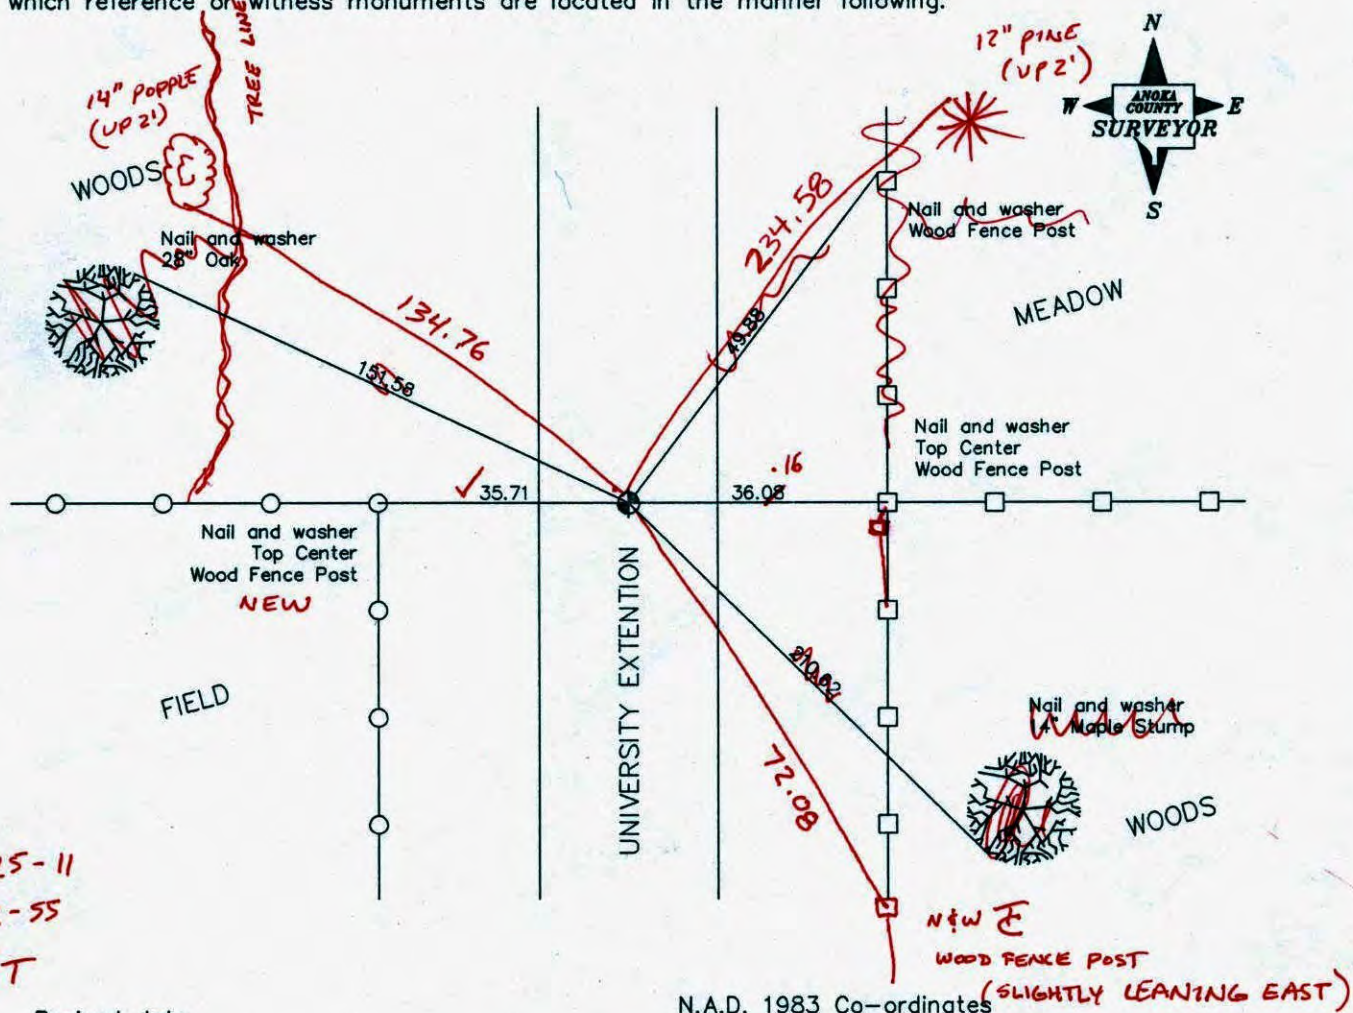 which reference or witness monuments are located in the manner following:
TREE LINE
12" PINE
(UP 2')
N
W
ANOKA
COUNTY
E
SURVEYOR
S
14" POPPLE
(UP 2')
WOODS
Nail and washer
28" Oak
134.76
151.58
234.58
49.88
Nail and washer
Wood Fence Post
MEADOW
Nail and washer
Top Center
Wood Fence Post
.16
35.71
36.08
Nail and washer
Top Center
Wood Fence Post
NEW
UNIVERSITY EXTENTION
210.62
FIELD
72.08
Nail and washer
14" Maple Stump
WOODS
25-11
-55
T
N&W TC
WOOD FENCE POST
(SLIGHTLY LEANING EAST)
N.A.D. 1983 Co-ordinates